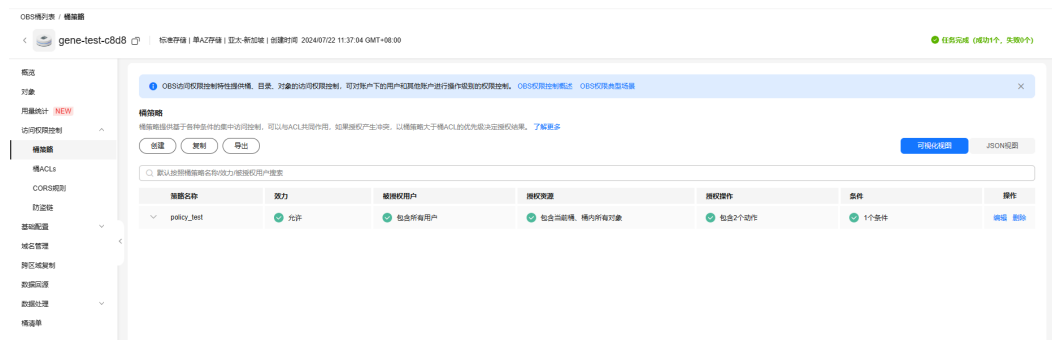 OBS桶列表 / 桶策略
gene-test-c8d8 标准存储 | 单AZ存储 | 亚太-新加坡 | 创建时间 2024/07/22 11:37:04 GMT+08:00 任务完成 (成功1个、失败0个)
概览
对象
用量统计 NEW
访问权限控制
桶策略
桶ACLs
CORS规则
防盗链
基础配置
域名管理
跨区域复制
数据回源
数据处理
桶清单
OBS访问权限控制特性提供桶、目录、对象的访问权限控制，可对账户下的用户和其他账户进行操作级别的权限控制。 OBS权限控制概述 OBS权限典型场景
桶策略
桶策略提供基于各种条件的集中访问控制，可以与ACL共同作用，如果授权产生冲突，以桶策略大于桶ACL的优先级决定授权结果。 了解更多
创建 复制 导出 可视化视图 JSON视图
默认按照桶策略名称/效力/被授权用户搜索
策略名称 效力 被授权用户 授权资源 授权操作 条件 操作
policy_test 允许 包含所有用户 包含当前桶、桶内所有对象 包含2个动作 1个条件 编辑 删除